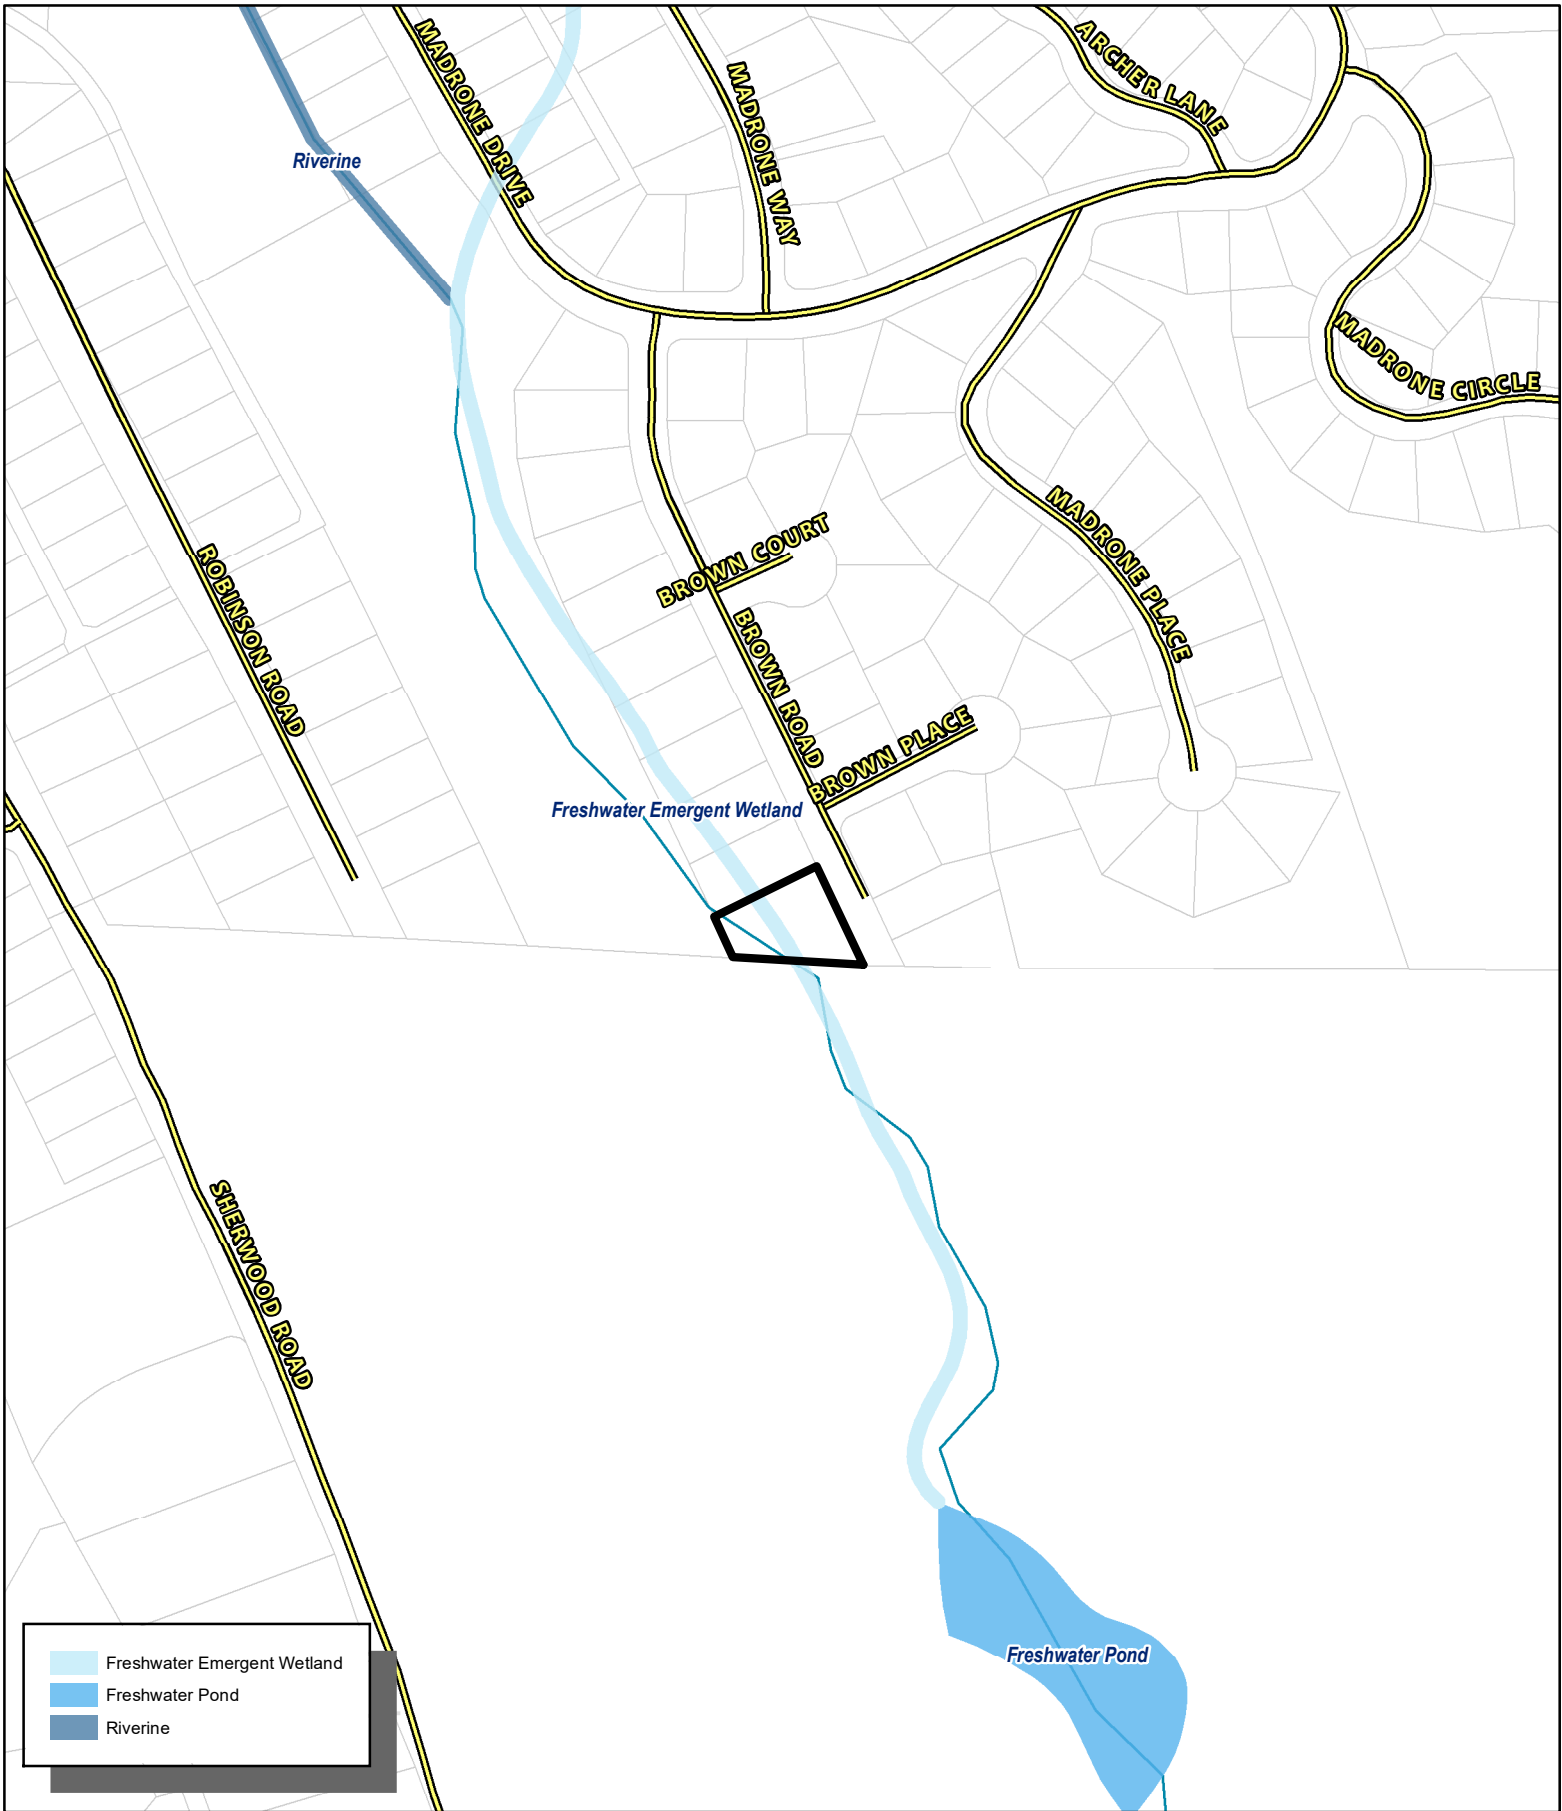 MADRONE DRIVE
MADRONE WAY
ARCHER LANE
Riverine
MADRONE CIRCLE
MADRONE PLACE
BROWN COURT
ROBINSON ROAD
BROWN ROAD
BROWN PLACE
Freshwater Emergent Wetland
SHERWOOD ROAD
Freshwater Pond
Freshwater Emergent Wetland
Freshwater Pond
Riverine